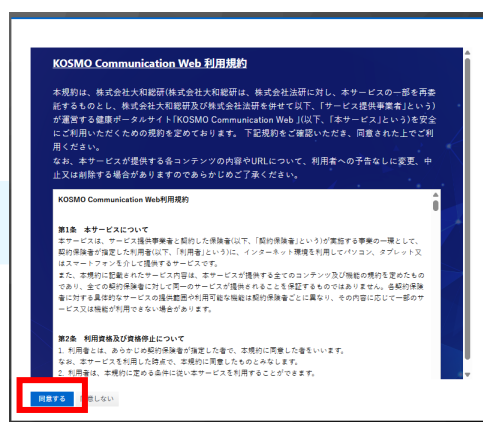 KOSMO Communication Web 利用規約
本規約は、株式会社大和総研(株式会社大和総研は、株式会社法研に対し、本サービスの一部を再委
託するものとし、株式会社大和総研及び株式会社法研を併せて以下、「サービス提供事業者」という)
が運営する健康ポータルサイト「KOSMO Communication Web 」(以下、「本サービス」という)を安全
にご利用いただくための規約を定めております。 下記規約をご確認いただき、同意された上でご利
用ください。
なお、本サービスが提供する各コンテンツの内容やURLについて、利用者への予告なしに変更、中
止又は削除する場合がありますのであらかじめご了承ください。
KOSMO Communication Web利用規約
第1条　本サービスについて
本サービスは、サービス提供事業者と契約した保険者(以下、「契約保険者」という)が実施する事業の一環として、
契約保険者が指定した利用者(以下、「利用者」という)に、インターネット環境を利用してパソコン、タブレット又
はスマートフォンを介して提供するサービスです。
また、本規約に記載されたサービス内容は、本サービスが提供する全てのコンテンツ及び機能の規約を定めたもの
であり、全ての契約保険者に対して同一のサービスが提供されることを保証するものではありません。各契約保険
者に対する具体的なサービスの提供範囲や利用可能な機能は契約保険者ごとに異なり、その内容に応じて一部のサ
ービス又は機能が利用できない場合があります。
第2条　利用資格及び資格停止について
1. 利用者とは、あらかじめ契約保険者が指定した者で、本規約に同意した者をいいます。
なお、本サービスを利用した時点で、本規約に同意したものとみなします。
2. 利用者は、本規約に定める条件に従い本サービスを利用することができます。
同意する 同意しない